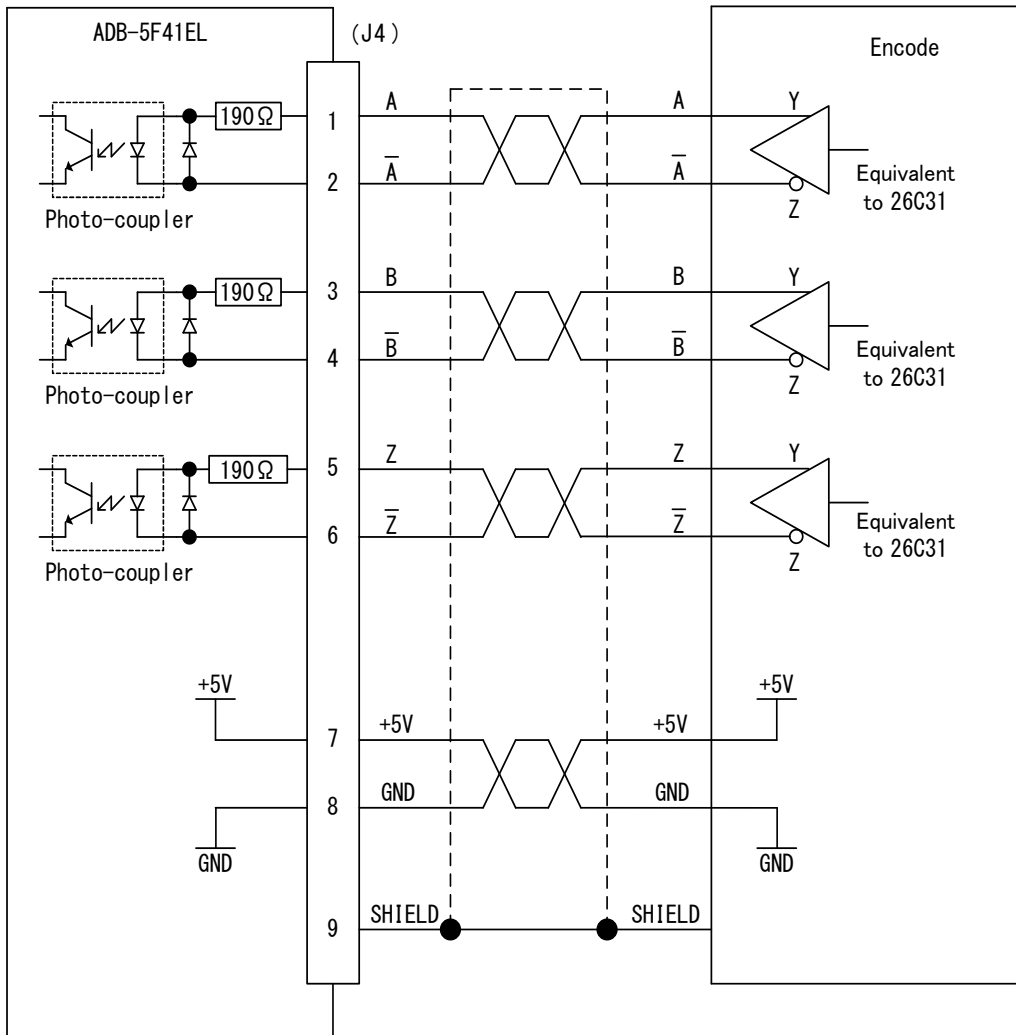 ADB-5F41EL
(J4)
Encode
190Ω
1
A
A
Y
2
A̅
A̅
Z
Equivalent
to 26C31
Photo-coupler
190Ω
3
B
B
Y
4
B̅
B̅
Z
Equivalent
to 26C31
Photo-coupler
190Ω
5
Z
Z
Y
6
Z̅
Z̅
Z
Equivalent
to 26C31
Photo-coupler
+5V
7
+5V
+5V
+5V
8
GND
GND
GND
GND
9
SHIELD
SHIELD